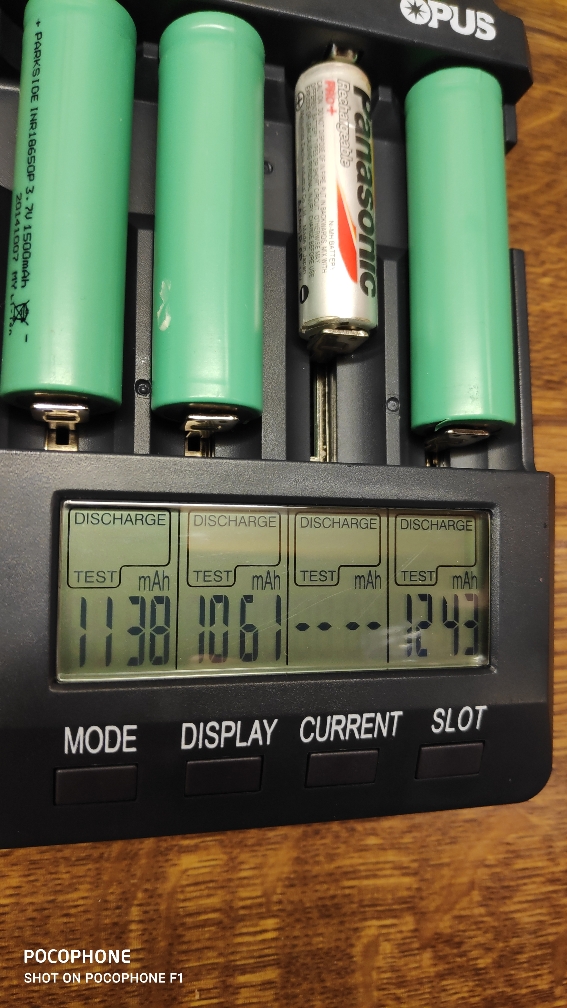 OPUS
+ PARKSIDE INR18650P 3.7V 1500mAh -
20141007
Panasonic
Rechargeable
DISCHARGE DISCHARGE DISCHARGE DISCHARGE
TEST mAh TEST mAh TEST mAh TEST mAh
1138 1061 ---- 1243
MODE DISPLAY CURRENT SLOT
POCOPHONE
SHOT ON POCOPHONE F1